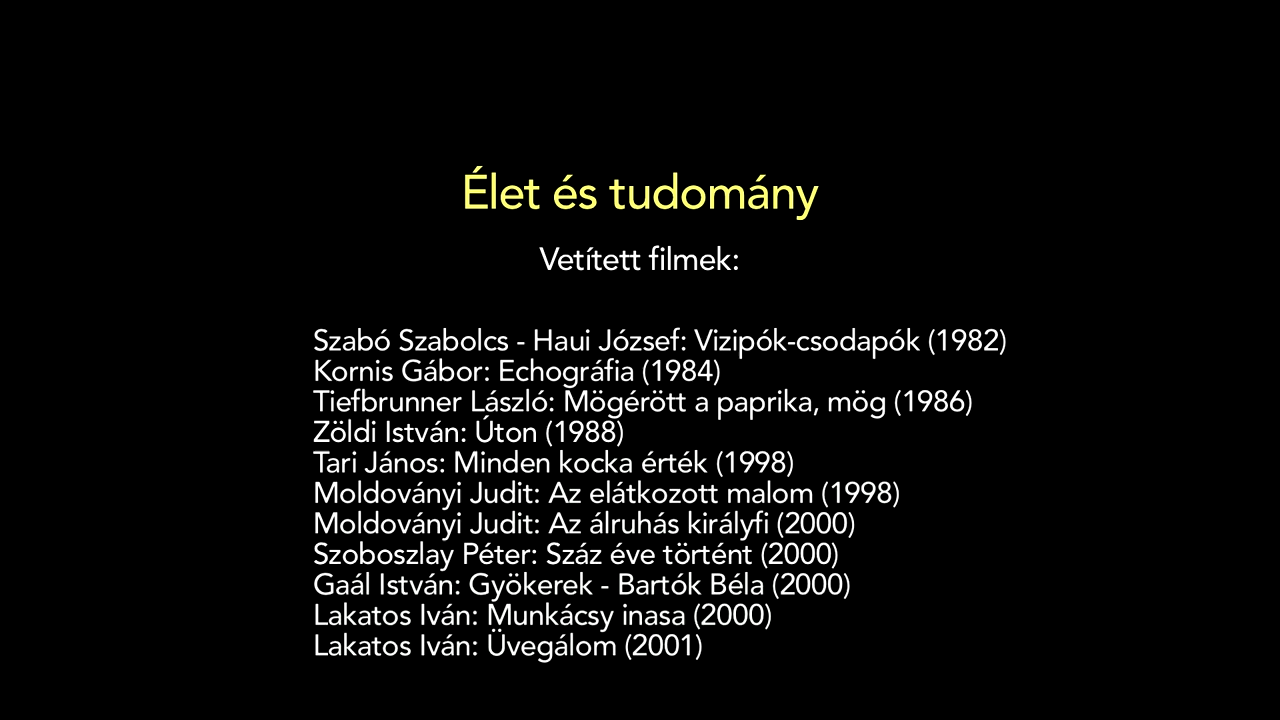 Élet és tudomány
Vetített filmek:
Szabó Szabolcs - Haui József: Vizipók-csodapók (1982)
Kornis Gábor: Echográfia (1984)
Tiefbrunner László: Mögérött a paprika, mög (1986)
Zöldi István: Úton (1988)
Tari János: Minden kocka érték (1998)
Moldoványi Judit: Az elátkozott malom (1998)
Moldoványi Judit: Az álruhás királyfi (2000)
Szoboszlay Péter: Száz éve történt (2000)
Gaál István: Gyökerek - Bartók Béla (2000)
Lakatos Iván: Munkácsy inasa (2000)
Lakatos Iván: Üvegálom (2001)